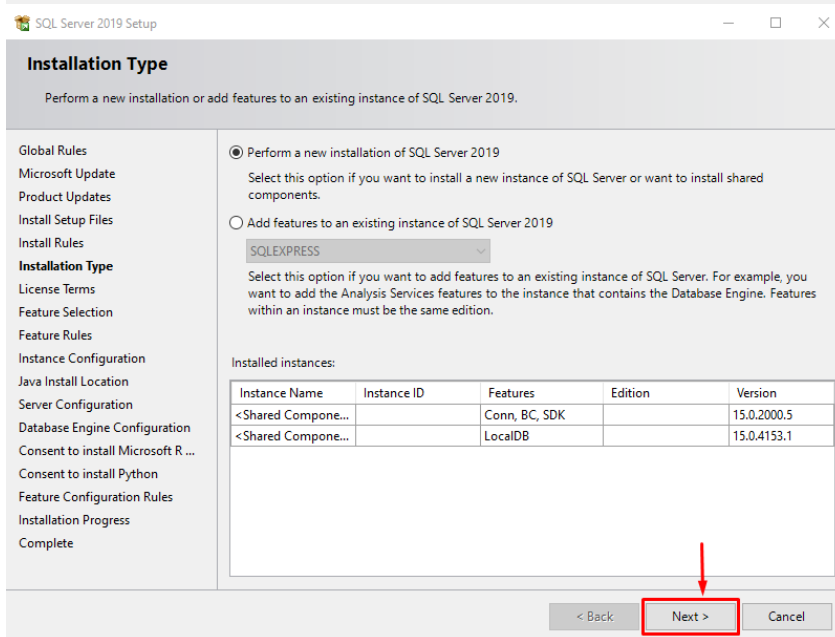 SQL Server 2019 Setup
Installation Type
Perform a new installation or add features to an existing instance of SQL Server 2019.
Global Rules
Microsoft Update
Product Updates
Install Setup Files
Install Rules
Installation Type
License Terms
Feature Selection
Feature Rules
Instance Configuration
Java Install Location
Server Configuration
Database Engine Configuration
Consent to install Microsoft R ...
Consent to install Python
Feature Configuration Rules
Installation Progress
Complete
Perform a new installation of SQL Server 2019
Select this option if you want to install a new instance of SQL Server or want to install shared
components.
Add features to an existing instance of SQL Server 2019
SQLEXPRESS
Select this option if you want to add features to an existing instance of SQL Server. For example, you
want to add the Analysis Services features to the instance that contains the Database Engine. Features
within an instance must be the same edition.
Installed instances:
Instance Name Instance ID Features Edition Version
<Shared Compone... Conn, BC, SDK 15.0.2000.5
<Shared Compone... LocalDB 15.0.4153.1
< Back Next > Cancel